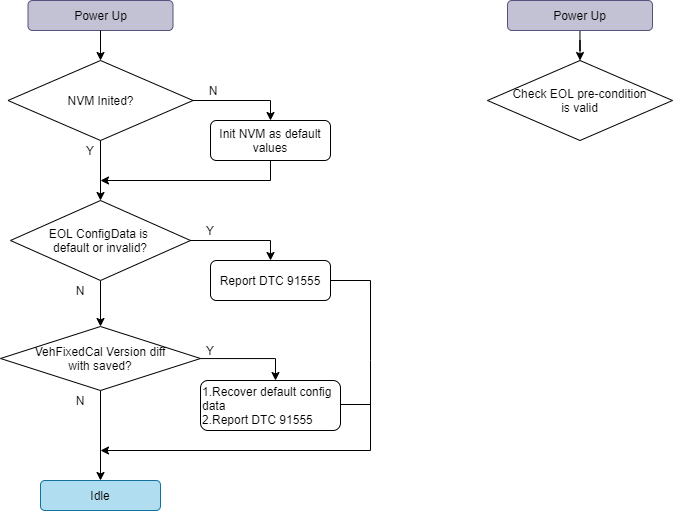 Power Up
NVM Inited?
N
Init NVM as default
values
Y
EOL ConfigData is
default or invalid?
Y
Report DTC 91555
N
VehFixedCal Version diff
with saved?
Y
1.Recover default config
data
2.Report DTC 91555
N
Idle
Power Up
Check EOL pre-condition
is valid